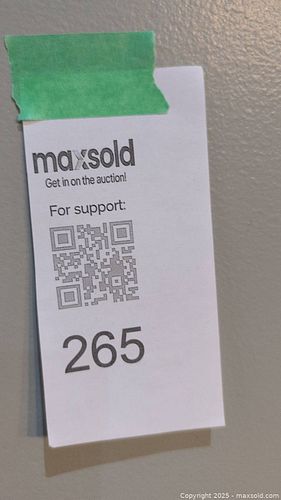 maxsold
Get in on the auction!
For support:
265
Copyright 2025 - maxsold.com